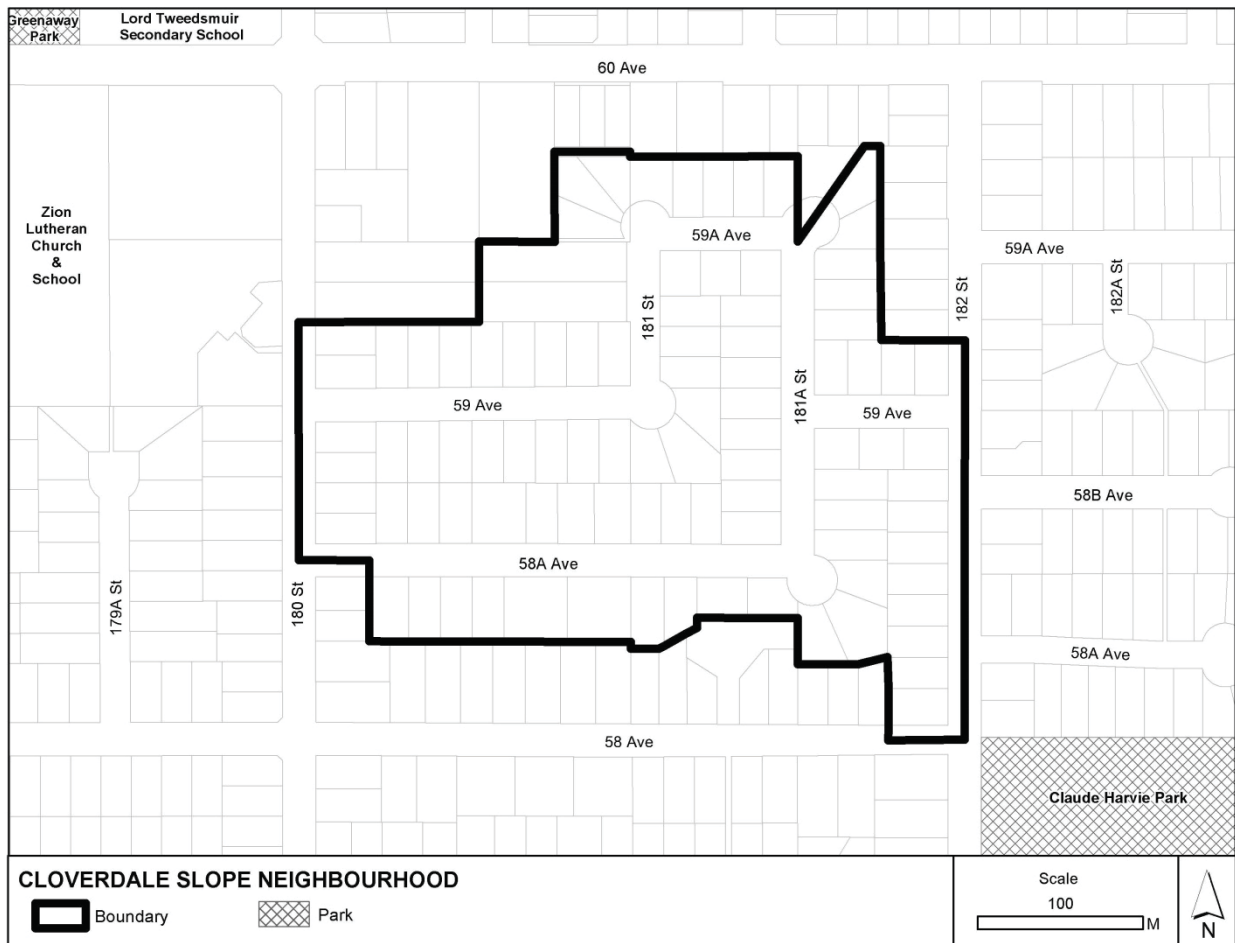 Greenaway
Park
Lord Tweedsmuir
Secondary School
60 Ave
Zion
Lutheran
Church
&
School
59A Ave
59A Ave
181 St
182 St
182A St
181A St
59 Ave
59 Ave
58B Ave
58A Ave
179A St
180 St
58A Ave
58 Ave
Claude Harvie Park
CLOVERDALE SLOPE NEIGHBOURHOOD
Boundary
Park
Scale
100
M
N